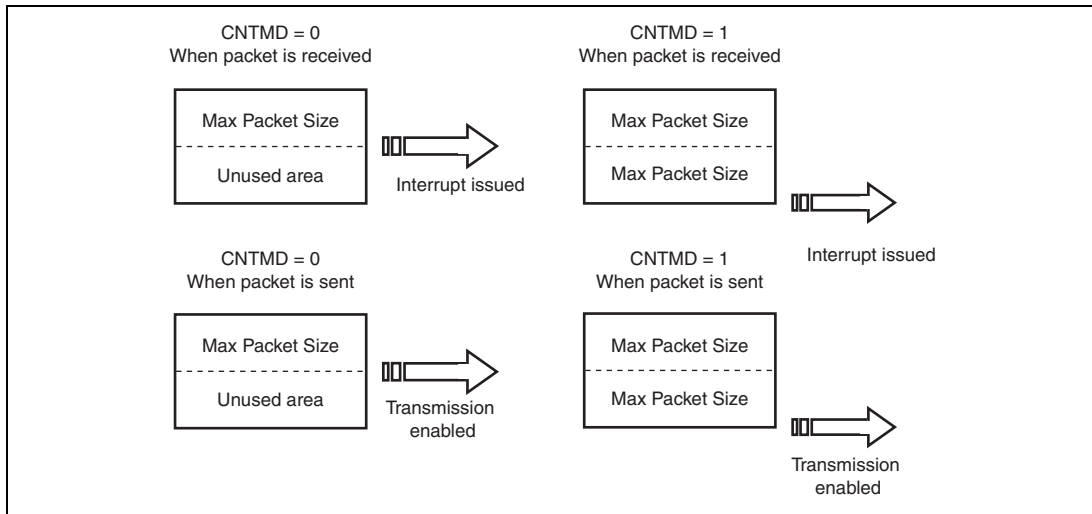 CNTMD = 0
When packet is received
Max Packet Size
Unused area
Interrupt issued
CNTMD = 1
When packet is received
Max Packet Size
Max Packet Size
Interrupt issued
CNTMD = 0
When packet is sent
Max Packet Size
Unused area
Transmission
enabled
CNTMD = 1
When packet is sent
Max Packet Size
Max Packet Size
Transmission
enabled